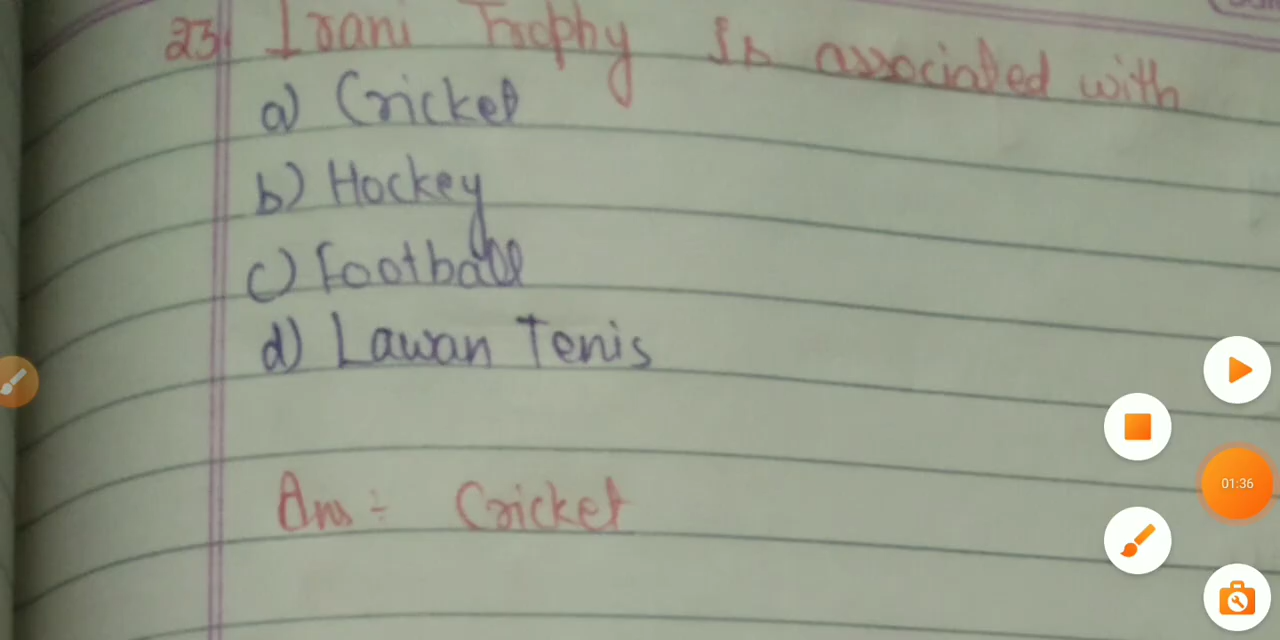 23. Irani Trophy Is associated with
a) Cricket
b) Hockey
c) Football
d) Lawan Tenis
Ans ÷ Cricket
01:36